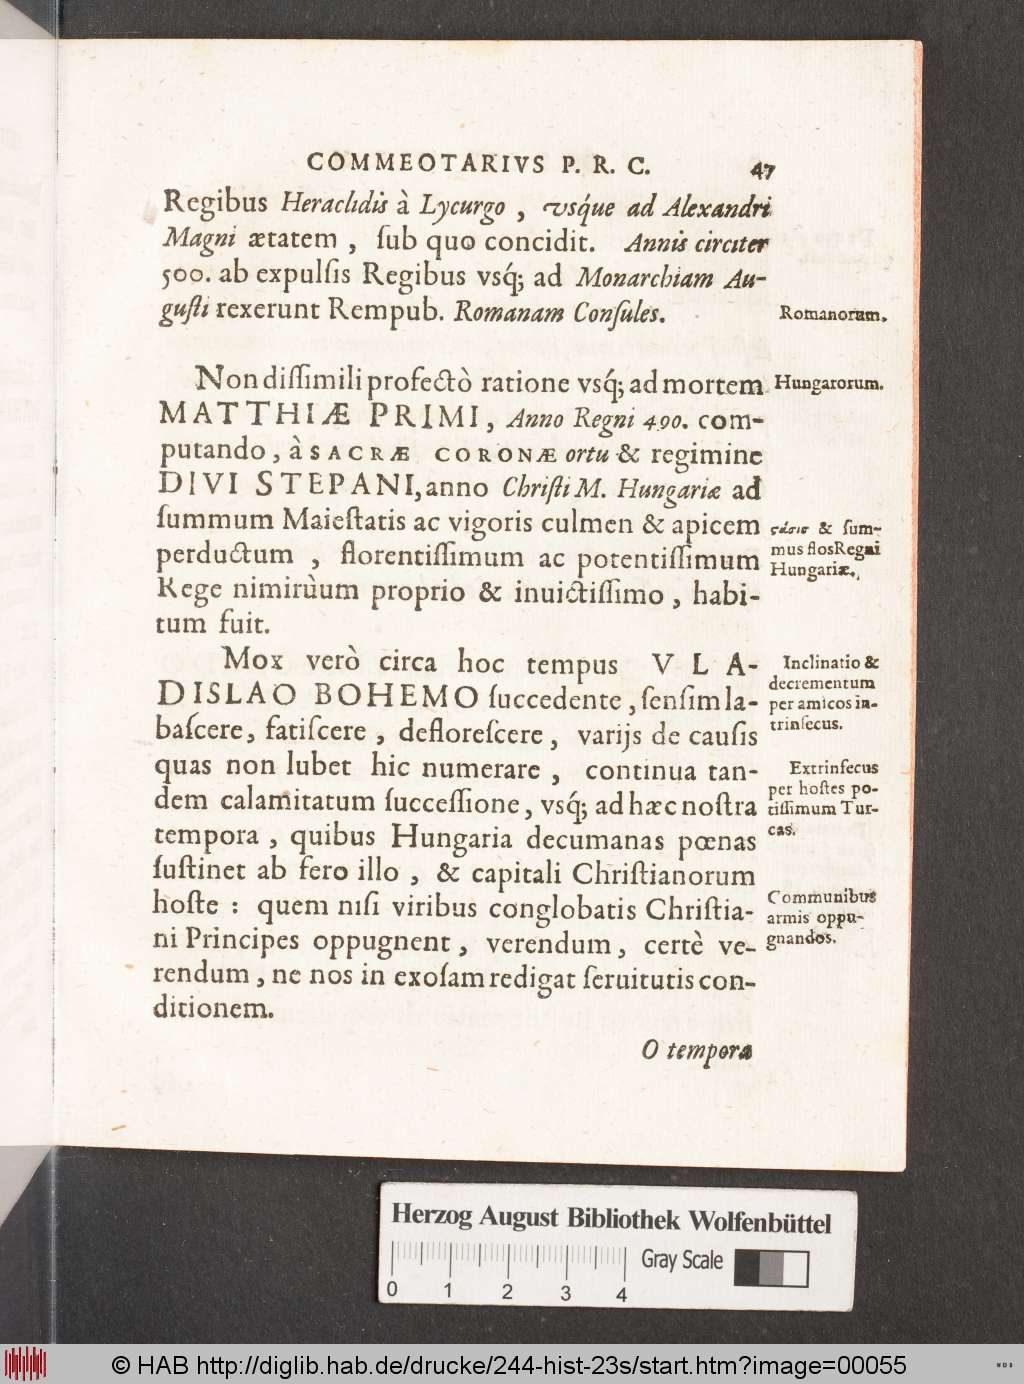 COMMEOTARIVS P. R. C. 47
Regibus Heraclidis à Lycurgo, vsq́ue ad Alexandri
Magni ætatem, ſub quo concidit. Annis circiter
500. ab expulſis Regibus vsq́; ad Monarchiam Au-
guſti rexerunt Rempub. Romanam Conſules.
Romanorum.
Non diſſimili profectò ratione vsq́; ad mortem
Hungarorum.
MATTHIÆ PRIMI, Anno Regni 490. com-
putando, à SACRÆ CORONÆ ortu & regimine
DIVI STEPANI, anno Chriſti M. Hungariæ ad
ſummum Maieſtatis ac vigoris culmen & apicem
perductum, florentiſſimum ac potentiſſimum
Rege nimirùum proprio & inuictiſſimo, habi-
tum fuit.
& ſum-
mus flos Regni
Hungariæ,
Mox verò circa hoc tempus VLA-
DISLAO BOHEMO ſuccedente, ſenſim la-
baſcere, fatiſcere, defloreſcere, varijs de cauſis
quas non lubet hic numerare, continua tan-
dem calamitatum ſucceſſione, vsq́; ad hæc noſtra
tempora, quibus Hungaria decumanas pœnas
ſuſtinet ab fero illo, & capitali Chriſtianorum
hoſte: quem niſi viribus conglobatis Chriſtia-
ni Principes oppugnent, verendum, certè ve-
rendum, ne nos in exoſam redigat ſeruitutis con-
ditionem.
Inclinatio &
decrementum
per amicos in-
trinſecus.
Extrinſecus
per hoſtes po-
tiſſimum Tur-
cas.
Communibus
armis oppu-
gnandos.
O tempora
Herzog August Bibliothek Wolfenbüttel
Gray Scale
0 1 2 3 4
© HAB http://diglib.hab.de/drucke/244-hist-23s/start.htm?image=00055